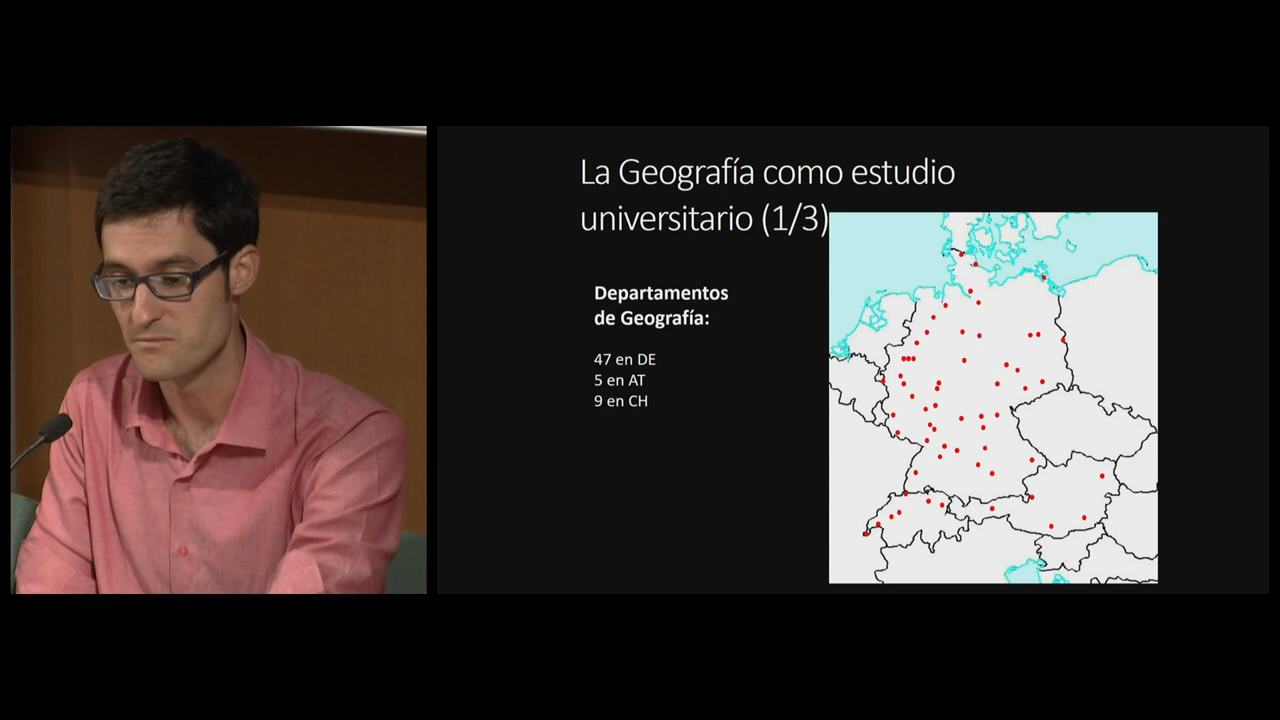 La Geografía como estudio
universitario (1/3)
Departamentos
de Geografía:
47 en DE
5 en AT
9 en CH